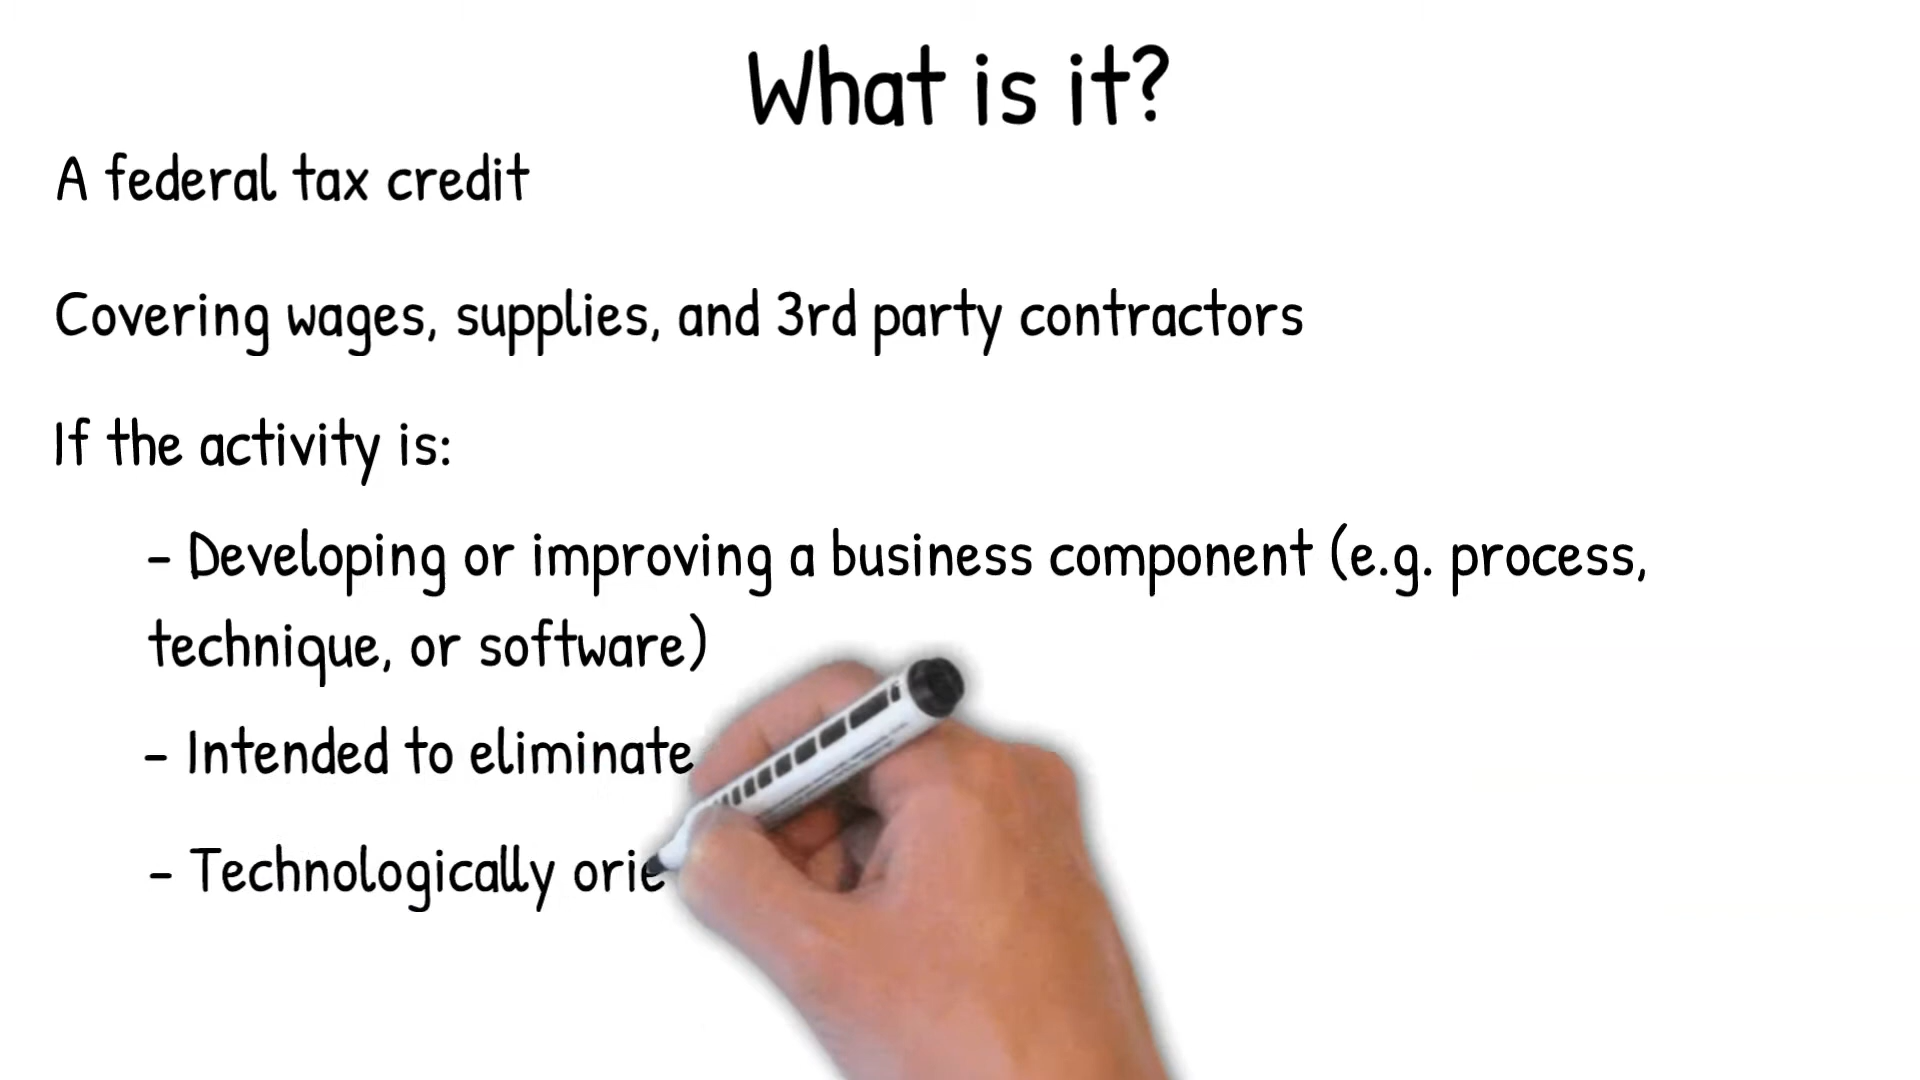 What is it?
A federal tax credit
Covering wages, supplies, and 3rd party contractors
If the activity is:
- Developing or improving a business component (e.g. process,
technique, or software)
- Intended to eliminate
- Technologically orie